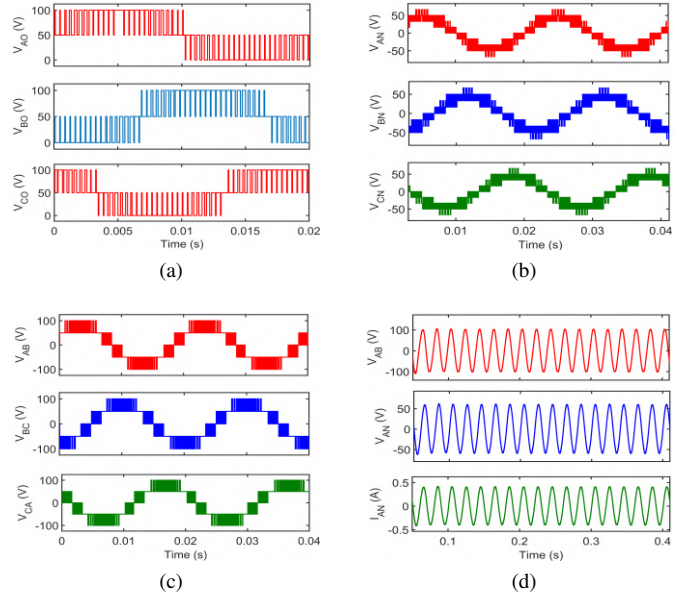 (a)
V_AO (V)
100
50
0
V_BO (V)
100
50
0
V_CO (V)
100
50
0
0
0.005
0.01
0.015
0.02
Time (s)
(b)
V_AN (V)
50
0
-50
V_BN (V)
50
0
-50
V_CN (V)
50
0
-50
0.01
0.02
0.03
0.04
Time (s)
(c)
V_AB (V)
100
0
-100
V_BC (V)
100
0
-100
V_CA (V)
100
0
-100
0
0.01
0.02
0.03
0.04
Time (s)
(d)
V_AB (V)
100
0
-100
V_AN (V)
50
0
-50
I_AN (A)
0.5
0
-0.5
0.1
0.2
0.3
0.4
Time (s)